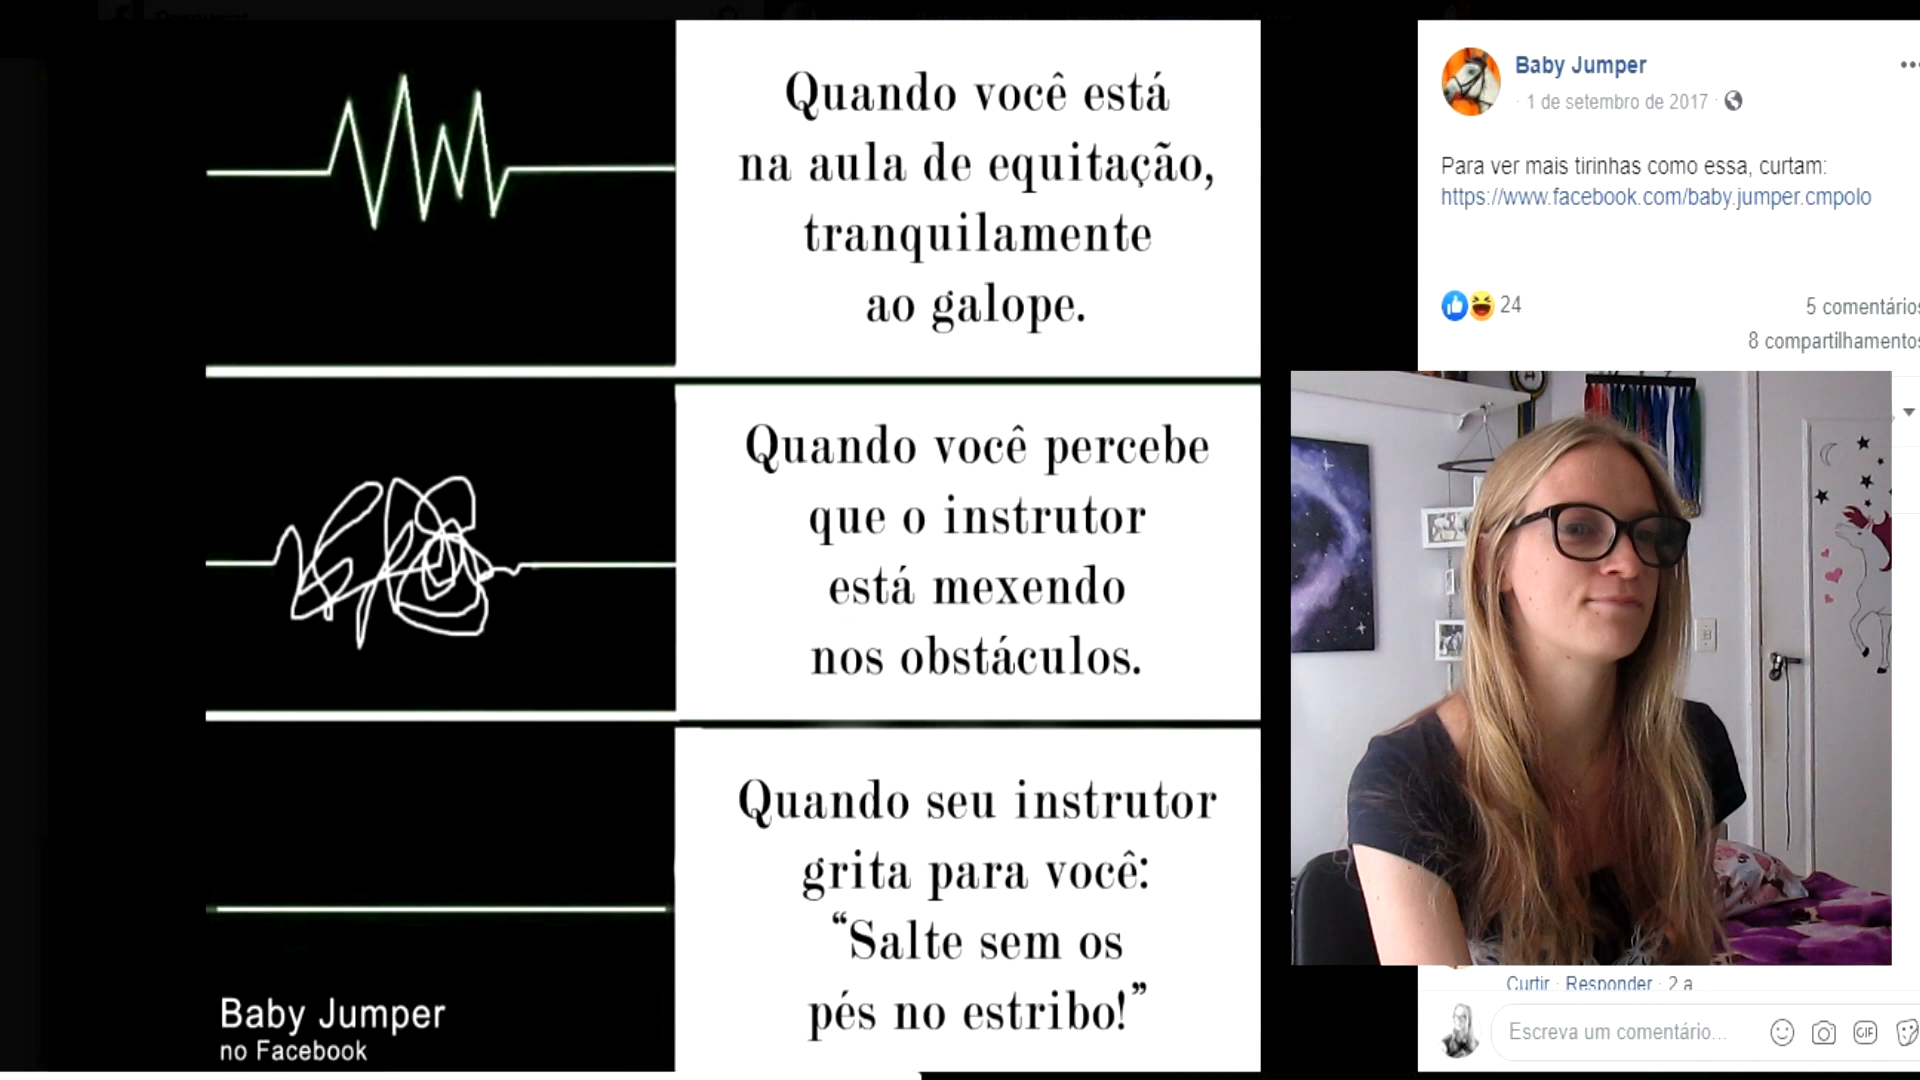 Quando você está
na aula de equitação,
tranquilamente
ao galope.
Quando você percebe
que o instrutor
está mexendo
nos obstáculos.
Quando seu instrutor
grita para você:
“Salte sem os
pés no estribo!”
Baby Jumper
no Facebook
Baby Jumper
· 1 de setembro de 2017 ·
Para ver mais tirinhas como essa, curtam:
https://www.facebook.com/baby.jumper.cmpolo
24
5 comentários
8 compartilhamentos
Curtir · Responder · 2 a
Escreva um comentário...
GIF